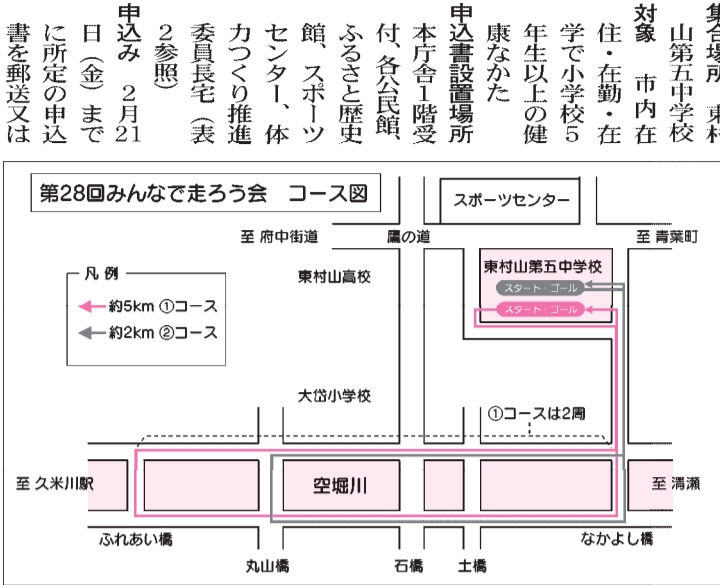 集合場所　東村
山第五中学校
対象　市内在
住・在勤・在
学で小学校5
年生以上の健
康なかた
申込書設置場所
本庁舎1階受
付、各公民館、
ふるさと歴史
館、スポーツ
センター、体
力つくり推進
委員長宅（表
2参照）
申込み　2月21
日（金）まで
に所定の申込
書を郵送又は
第28回みんなで走ろう会　コース図
スポーツセンター
至 府中街道
鷹の道
至 青葉町
凡 例
約5km ①コース
約2km ②コース
東村山高校
東村山第五中学校
スタート・ゴール
スタート・ゴール
大岱小学校
①コースは2周
至 久米川駅
空堀川
至 清瀬
ふれあい橋
丸山橋
石橋
土橋
なかよし橋